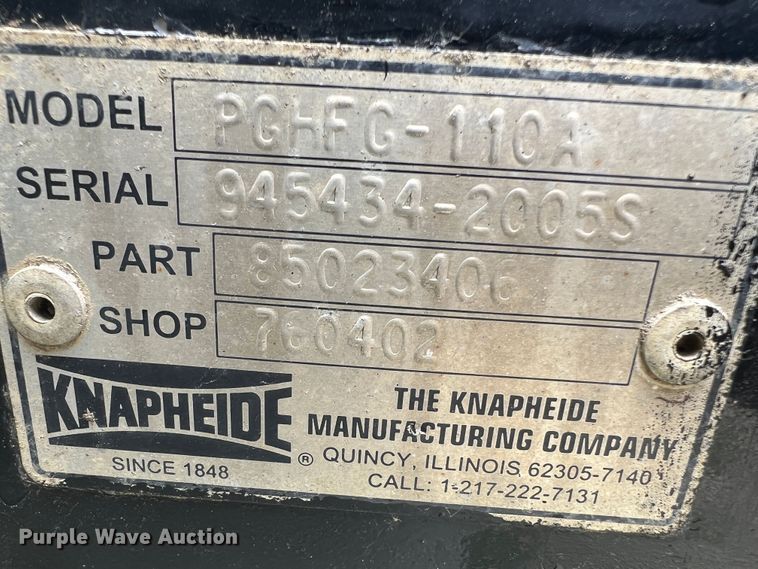 MODEL PGHFG-110A
SERIAL 945434-2005S
PART 85023406
SHOP 760402
KNAPHEIDE ®
SINCE 1848
THE KNAPHEIDE
MANUFACTURING COMPANY
QUINCY, ILLINOIS 62305-7140
CALL: 1-217-222-7131
Purple Wave Auction